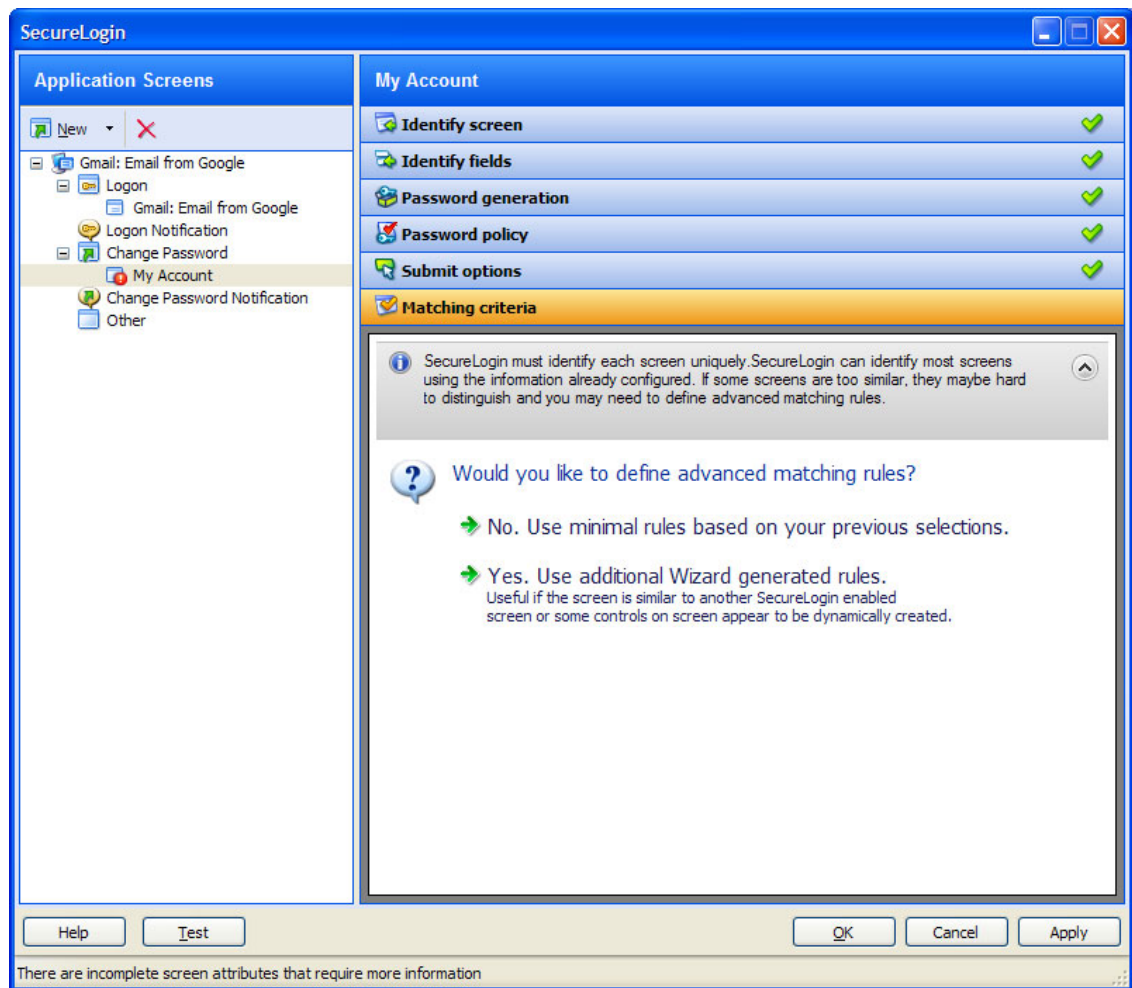 SecureLogin
Application Screens
New
Gmail: Email from Google
Logon
Gmail: Email from Google
Logon Notification
Change Password
My Account
Change Password Notification
Other
My Account
Identify screen
Identify fields
Password generation
Password policy
Submit options
Matching criteria
SecureLogin must identify each screen uniquely.SecureLogin can identify most screens
using the information already configured. If some screens are too similar, they maybe hard
to distinguish and you may need to define advanced matching rules.
Would you like to define advanced matching rules?
No. Use minimal rules based on your previous selections.
Yes. Use additional Wizard generated rules.
Useful if the screen is similar to another SecureLogin enabled
screen or some controls on screen appear to be dynamically created.
Help
Test
OK
Cancel
Apply
There are incomplete screen attributes that require more information